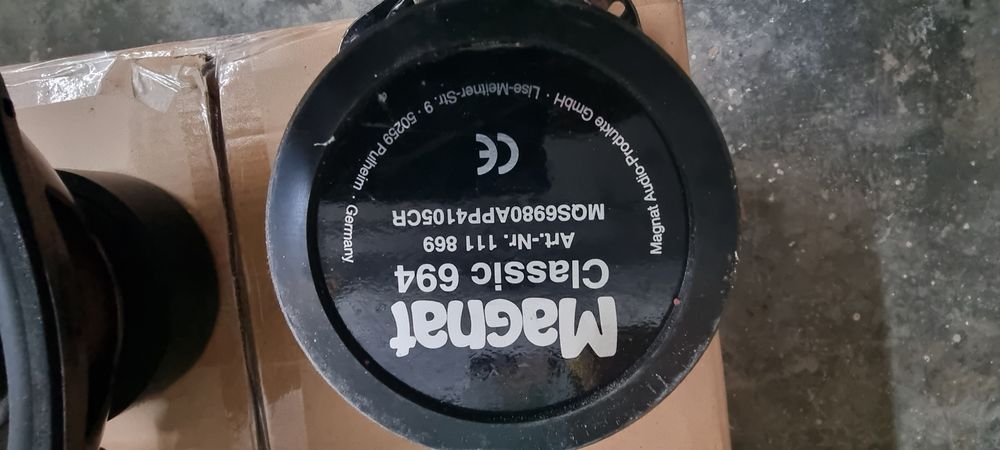 Magnat
Classic 694
Art.-Nr. 111 869
MQS6980APP4105CR
CE
Magnat Audio-Produkte GmbH · Lise-Meitner-Str. 9 · 50259 Pulheim · Germany